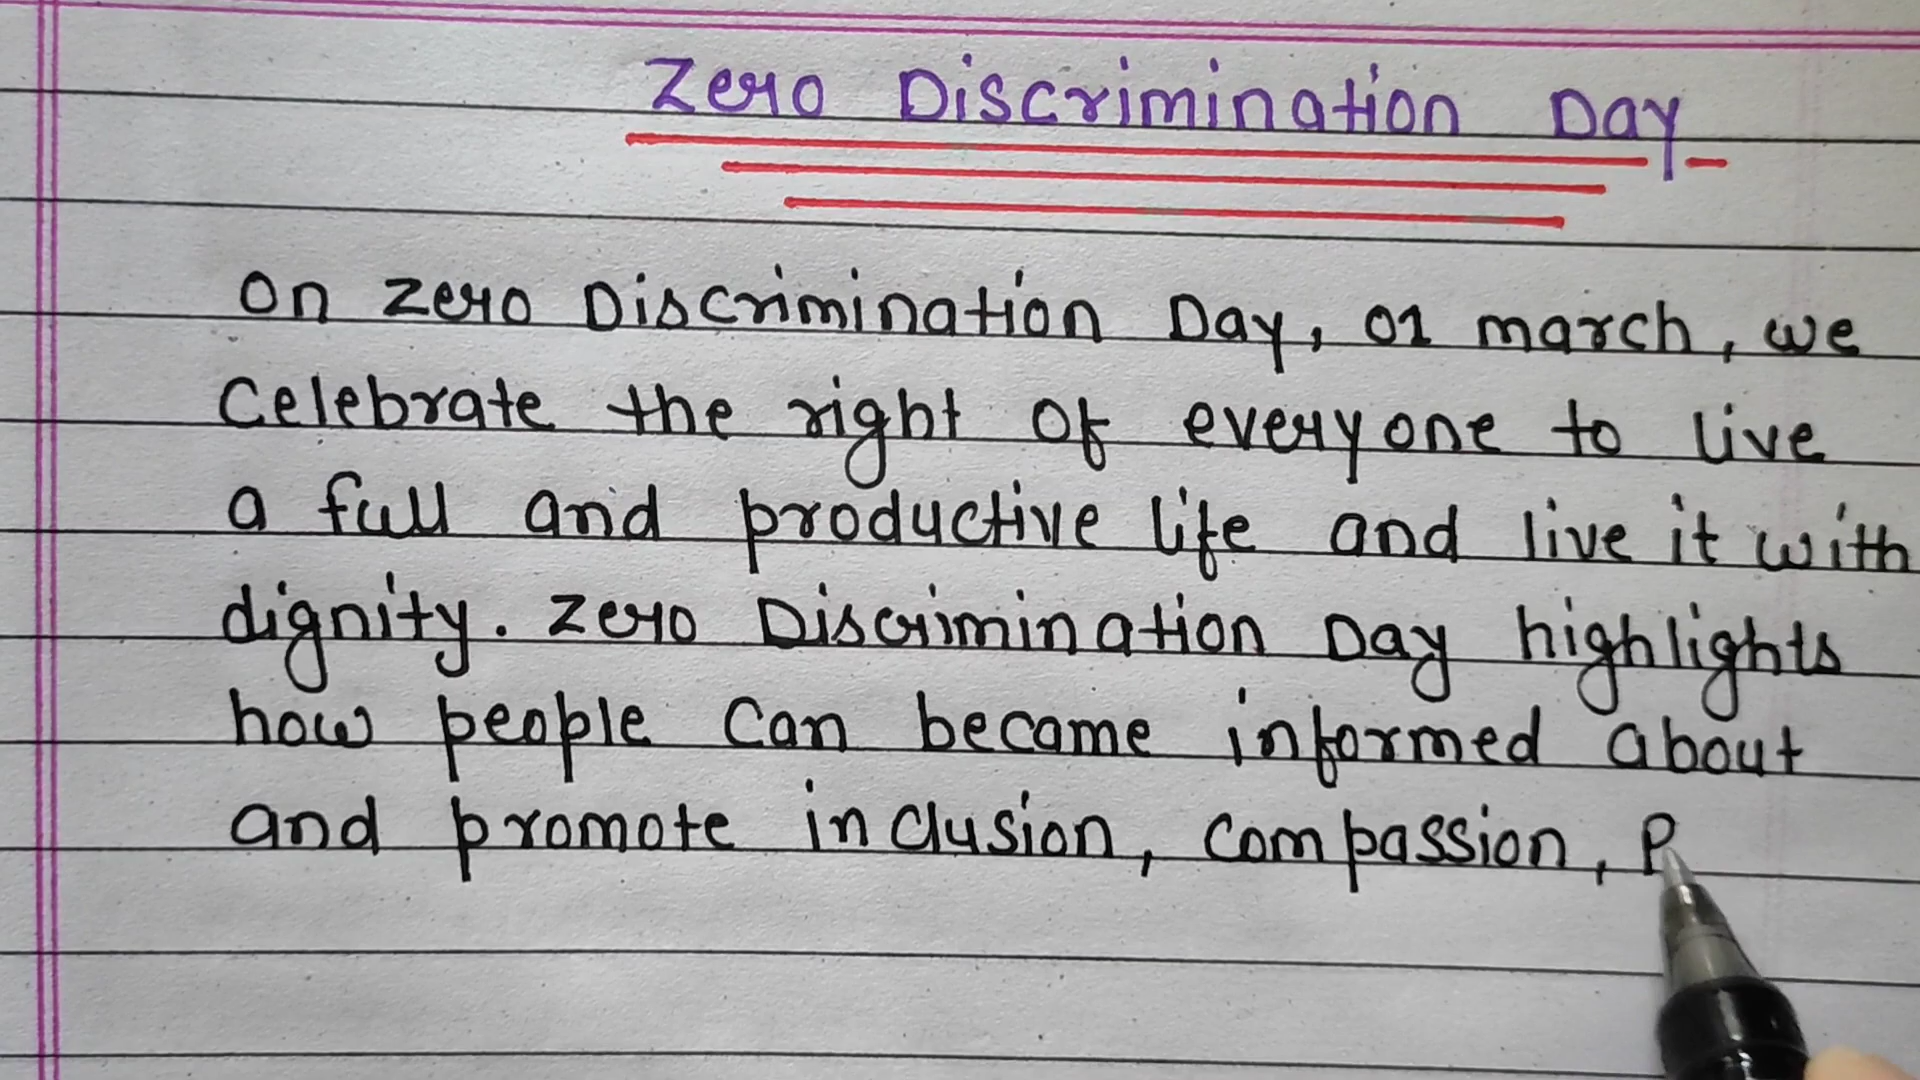 Zero Discrimination Day -
On Zero Discrimination Day, 01 march, we
Celebrate the right of everyone to live
a full and productive life and live it with
dignity. Zero Discrimination Day highlights
how people can became informed about
and promote inclusion, compassion, P